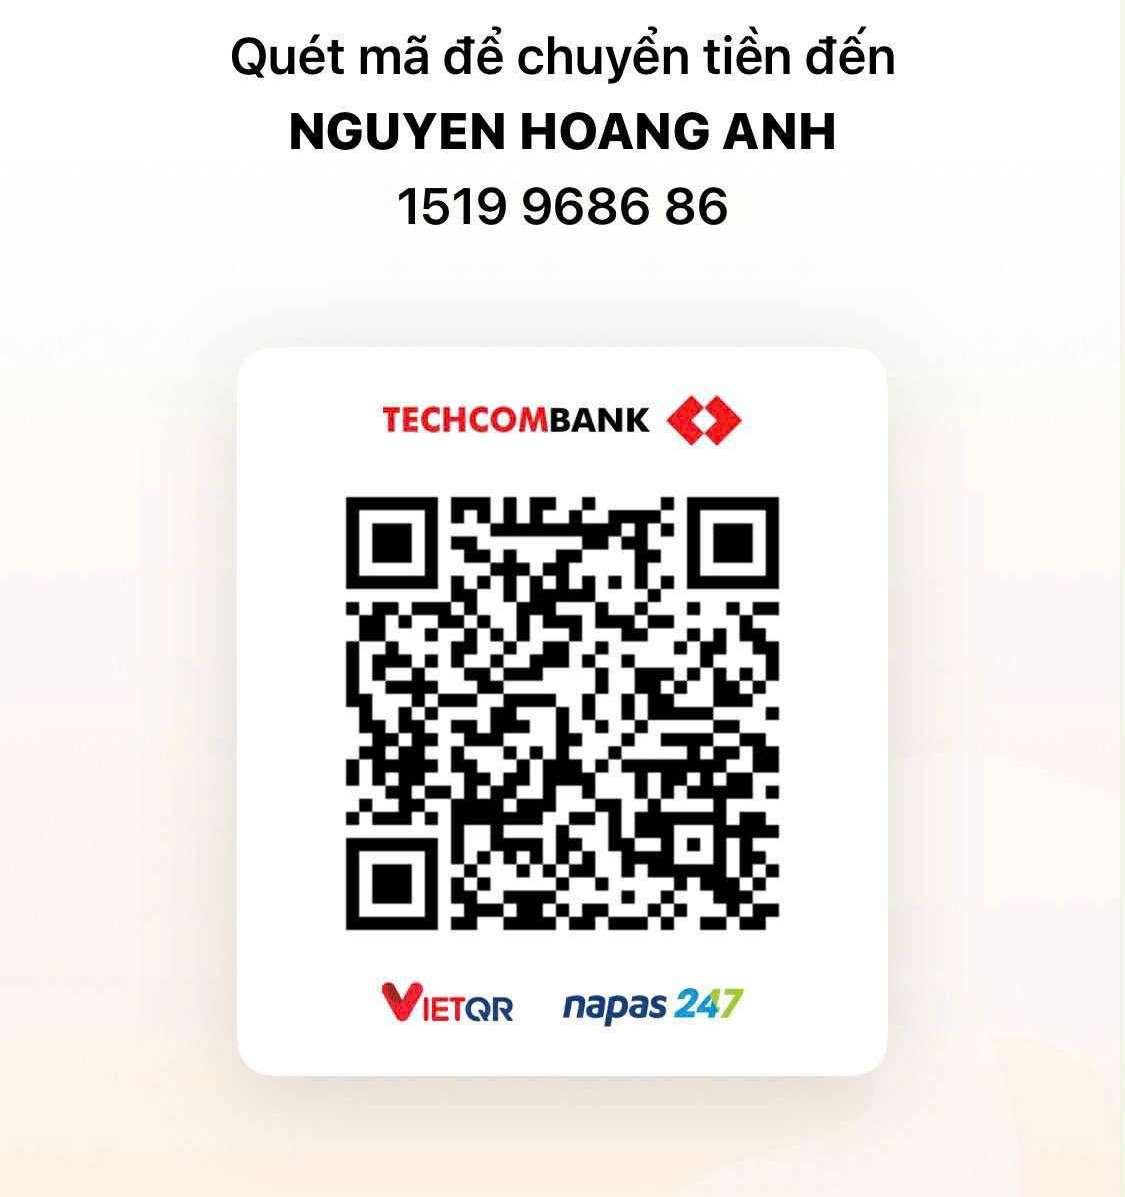 Quét mã để chuyển tiền đến
NGUYEN HOANG ANH
1519 9686 86
TECHCOMBANK
VIETQR napas 247